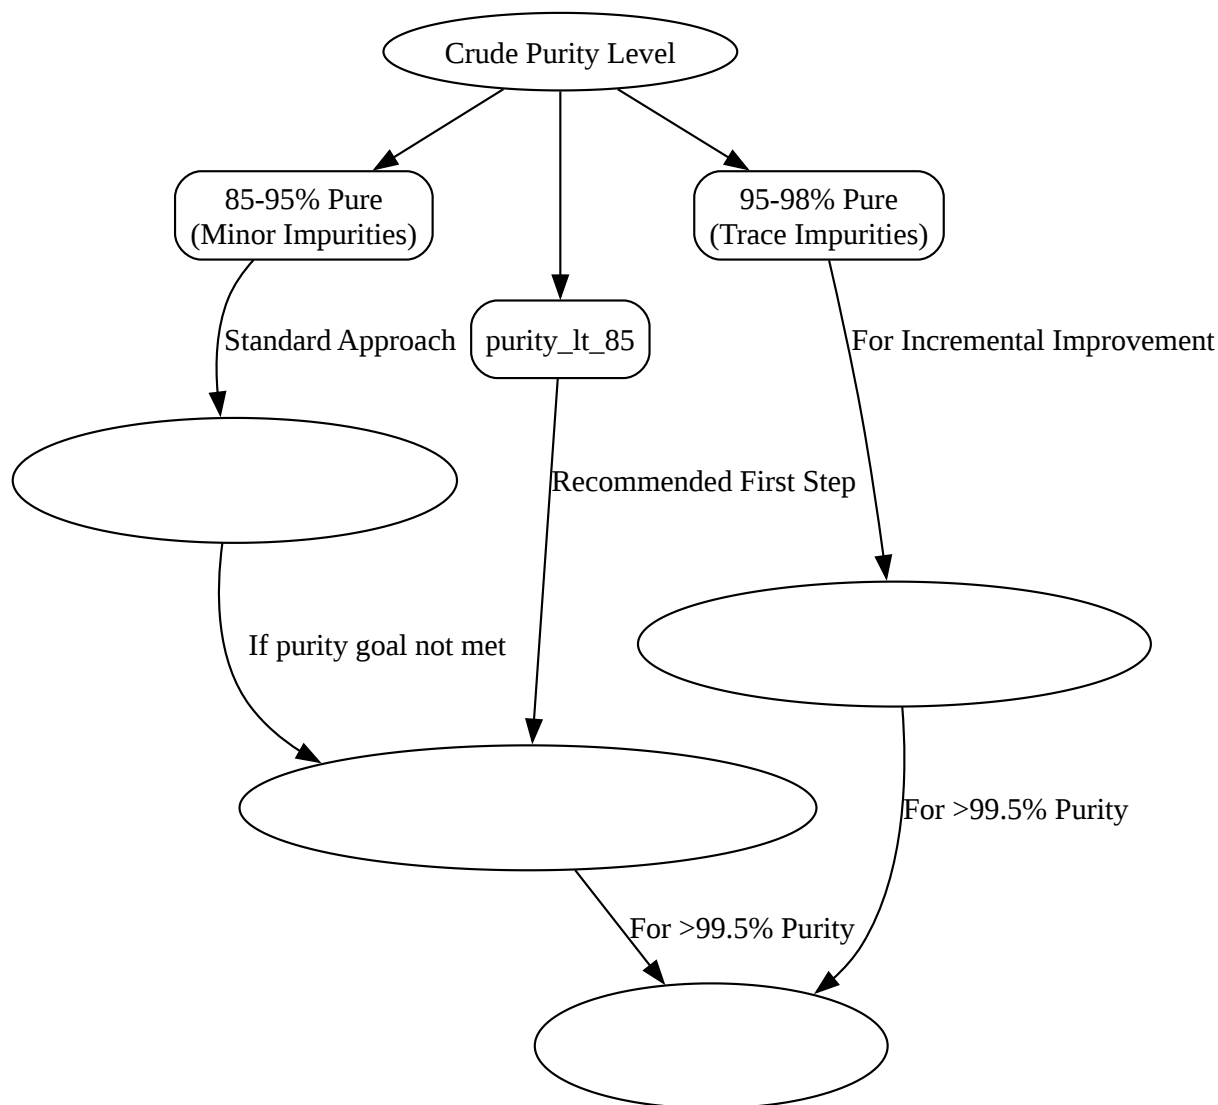 Crude Purity Level
85-95% Pure
(Minor Impurities)
95-98% Pure
(Trace Impurities)
Standard Approach
purity_lt_85
For Incremental Improvement
Recommended First Step
If purity goal not met
For >99.5% Purity
For >99.5% Purity